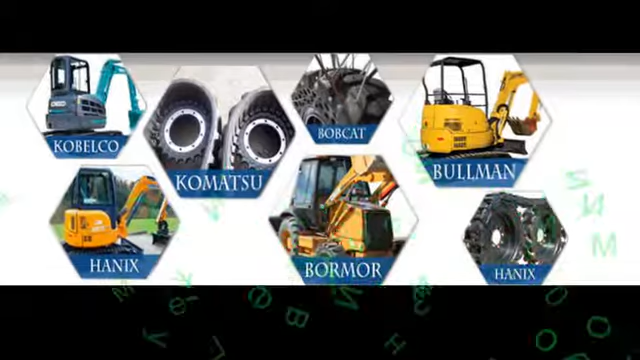 KOBELCO
KOMATSU
BOBCAT
BULLMAN
HANIX
BORMOR
HANIX